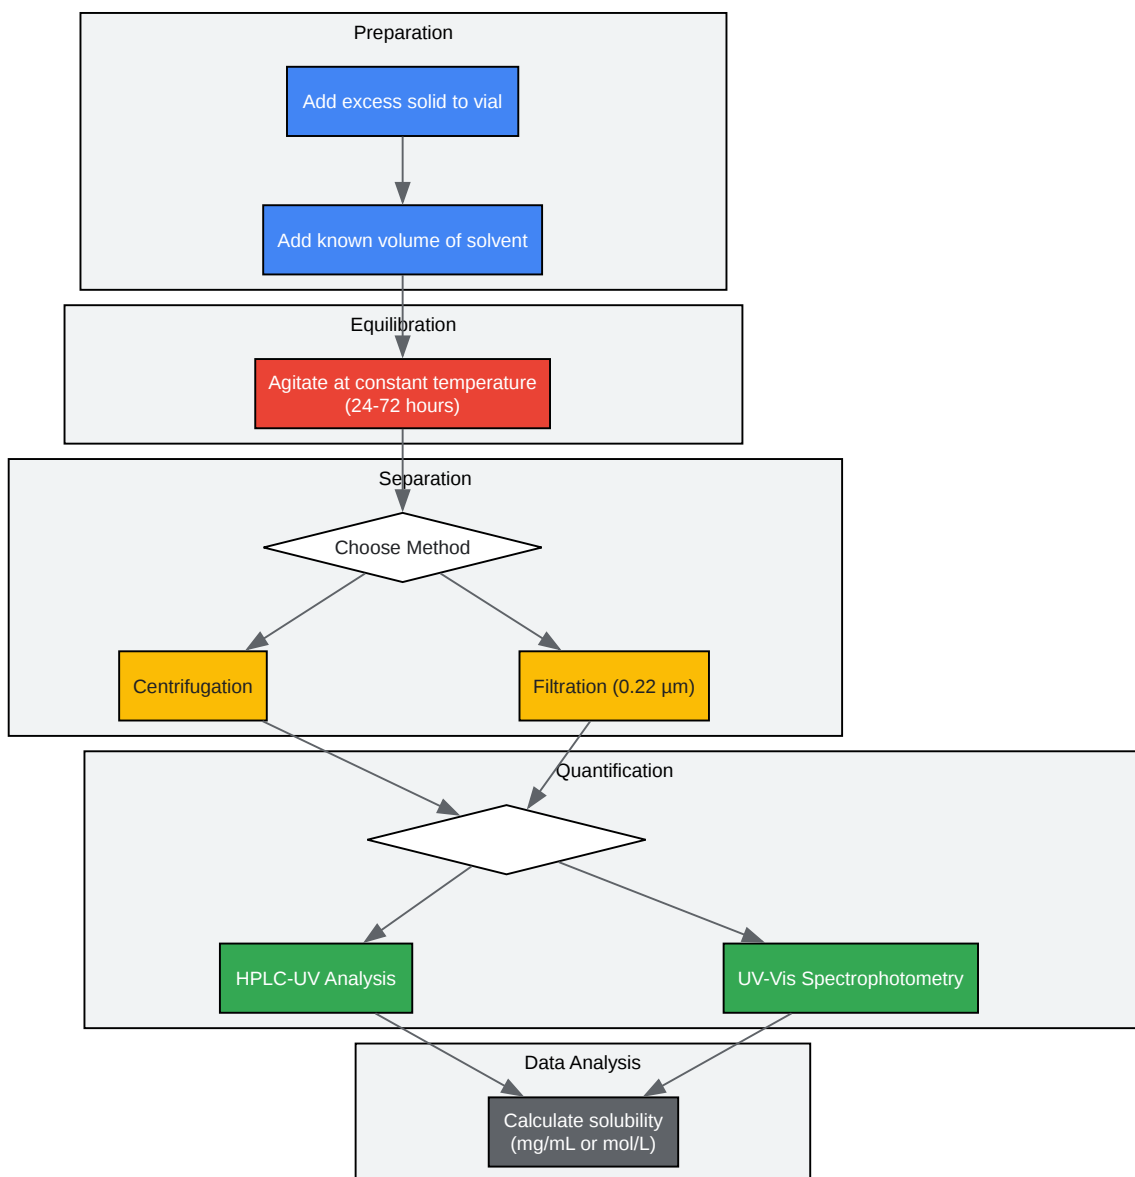 Preparation
Add excess solid to vial
Add known volume of solvent
Equilibration
Agitate at constant temperature
(24-72 hours)
Separation
Choose Method
Centrifugation
Filtration (0.22 µm)
Quantification
HPLC-UV Analysis
UV-Vis Spectrophotometry
Data Analysis
Calculate solubility
(mg/mL or mol/L)